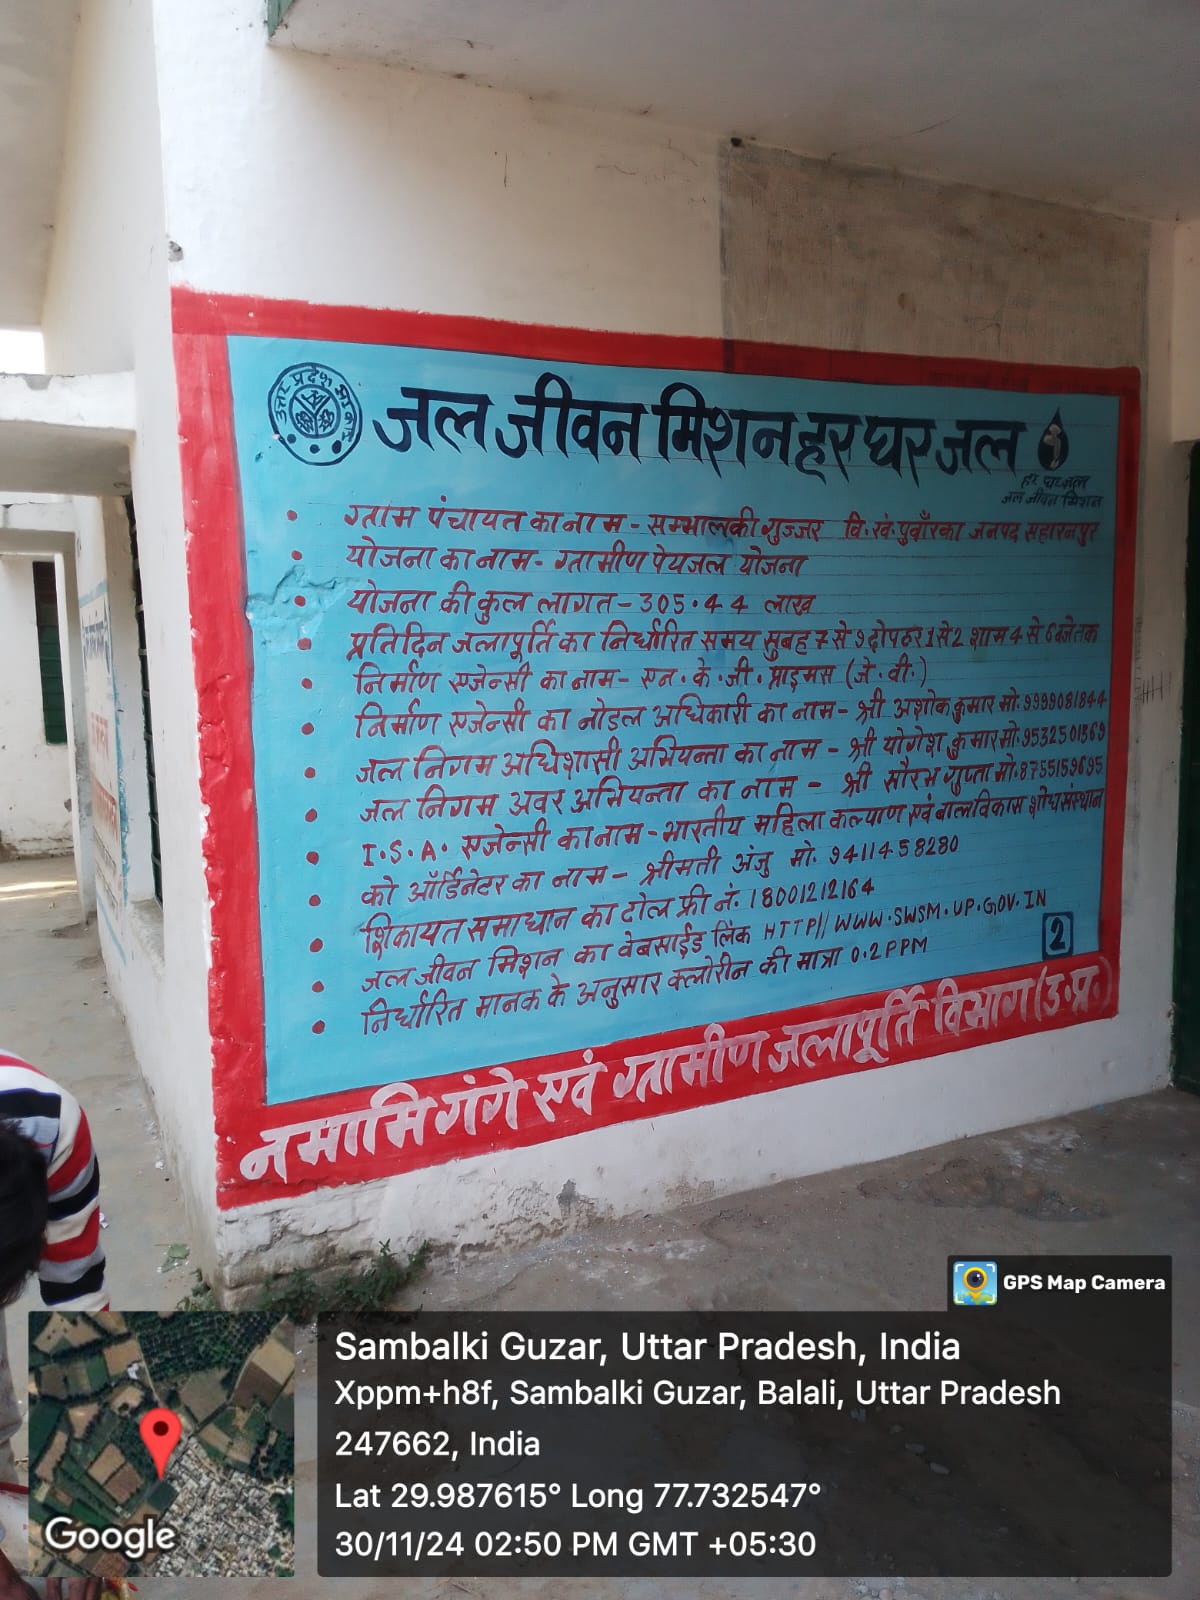 उत्तर प्रदेश सरकार
जल जीवन मिशन हर घर जल
हर घर जल
जल जीवन मिशन
• ग्राम पंचायत का नाम - सम्भालकी गुज्जर वि.खं. पुवाँरका जनपद सहारनपुर
• योजना का नाम - ग्रामीण पेयजल योजना
• योजना की कुल लागत - 305.44 लाख
• प्रतिदिन जलापूर्ति का निर्धारित समय सुबह 7 से 9 दोपहर 1 से 2 शाम 4 से 6 बजे तक
• निर्माण एजेन्सी का नाम - एन.के.जी. प्राइमस (जे.वी.)
• निर्माण एजेन्सी का नोडल अधिकारी का नाम - श्री अशोक कुमार मो. 9999081844
• जल निगम अधिशासी अभियन्ता का नाम - श्री योगेश कुमार मो. 9532501369
• जल निगम अवर अभियन्ता का नाम - श्री सौरभ गुप्ता मो. 8755159695
• I.S.A. एजेन्सी का नाम - भारतीय महिला कल्याण एवं बाल विकास शोध संस्थान
• को ऑर्डिनेटर का नाम - श्रीमती अंजु मो. 9411458280
• शिकायत समाधान का टोल फ्री नं. 18001212164
• जल जीवन मिशन का वेबसाईड लिंक HTTP//WWW.SWSM.UP.GOV.IN
• निर्धारित मानक के अनुसार क्लोरीन की मात्रा 0.2 PPM
2
नमामि गंगे एवं ग्रामीण जलापूर्ति विभाग (उ.प्र.)
GPS Map Camera
Sambalki Guzar, Uttar Pradesh, India
Xppm+h8f, Sambalki Guzar, Balali, Uttar Pradesh
247662, India
Lat 29.987615° Long 77.732547°
30/11/24 02:50 PM GMT +05:30
Google